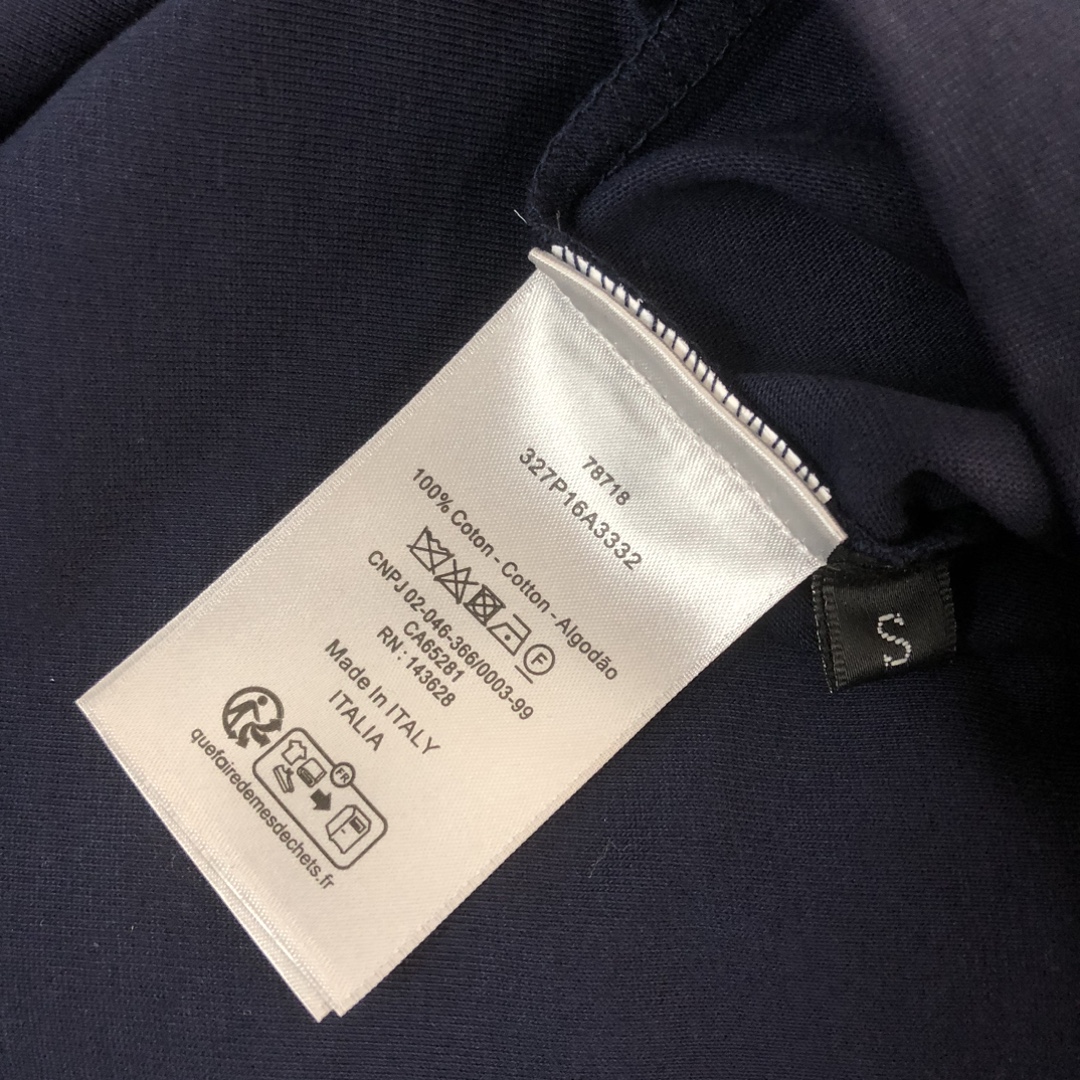 78718
327P16A3332
100% Coton - Cotton - Algodão
F
CNPJ 02-046-366/0003-99
CA65281
RN : 143628
Made In ITALY
ITALIA
FR
quefairedemesdechets.fr
S